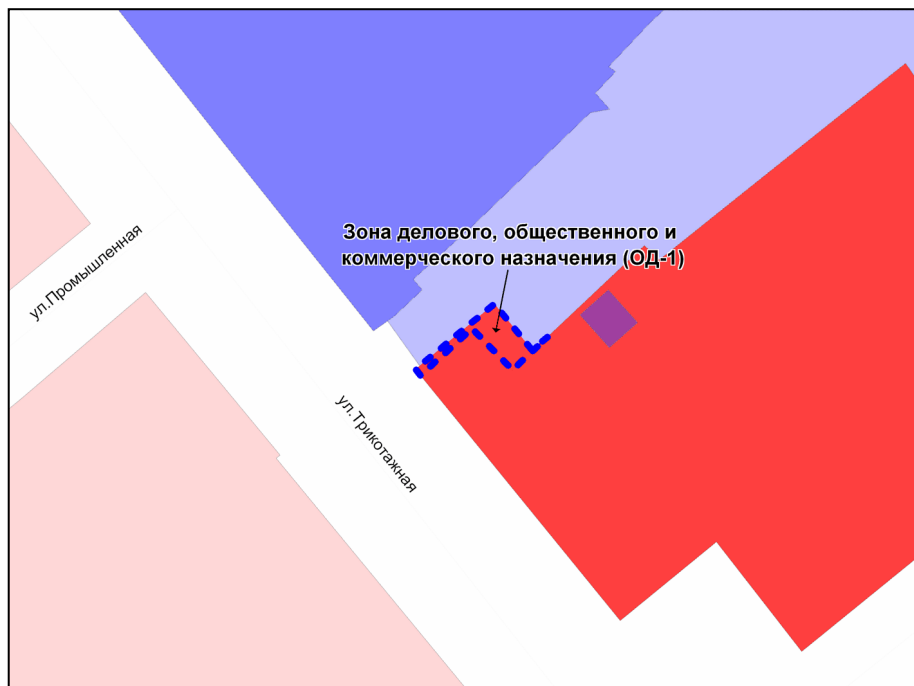 Зона делового, общественного и
коммерческого назначения (ОД-1)
ул.Промышленная
ул.Трикотажная